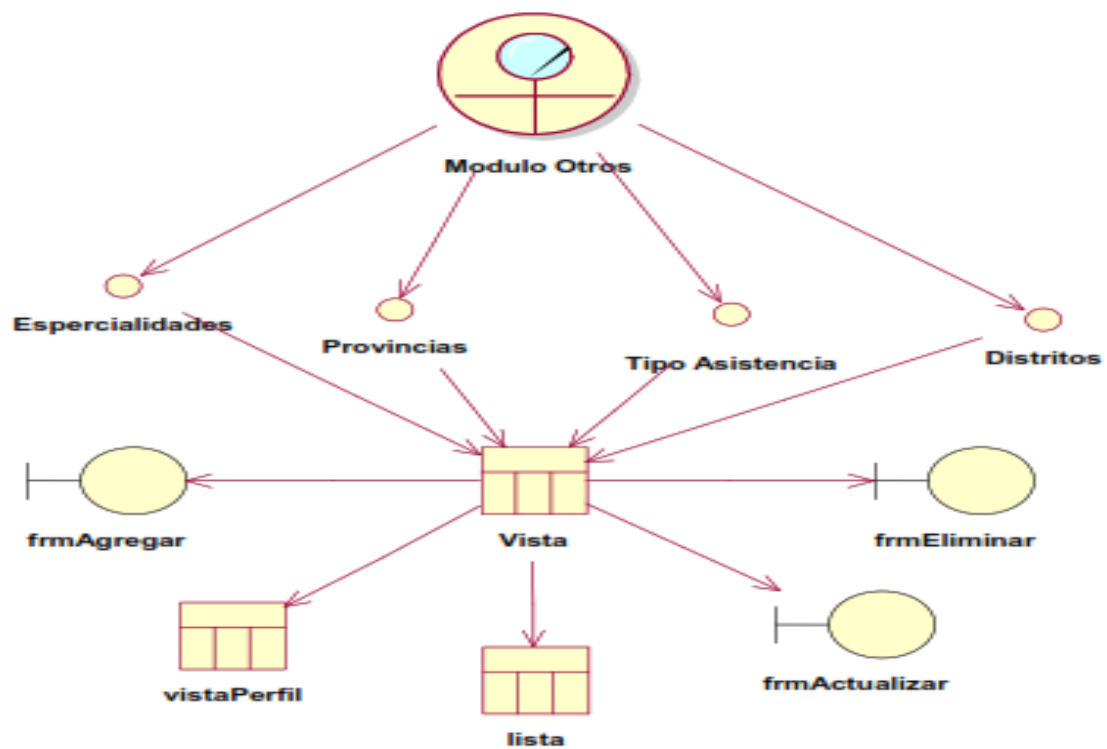 Modulo Otros
Espercialidades
Provincias
Tipo Asistencia
Distritos
frmAgregar
Vista
frmEliminar
vistaPerfil
lista
frmActualizar